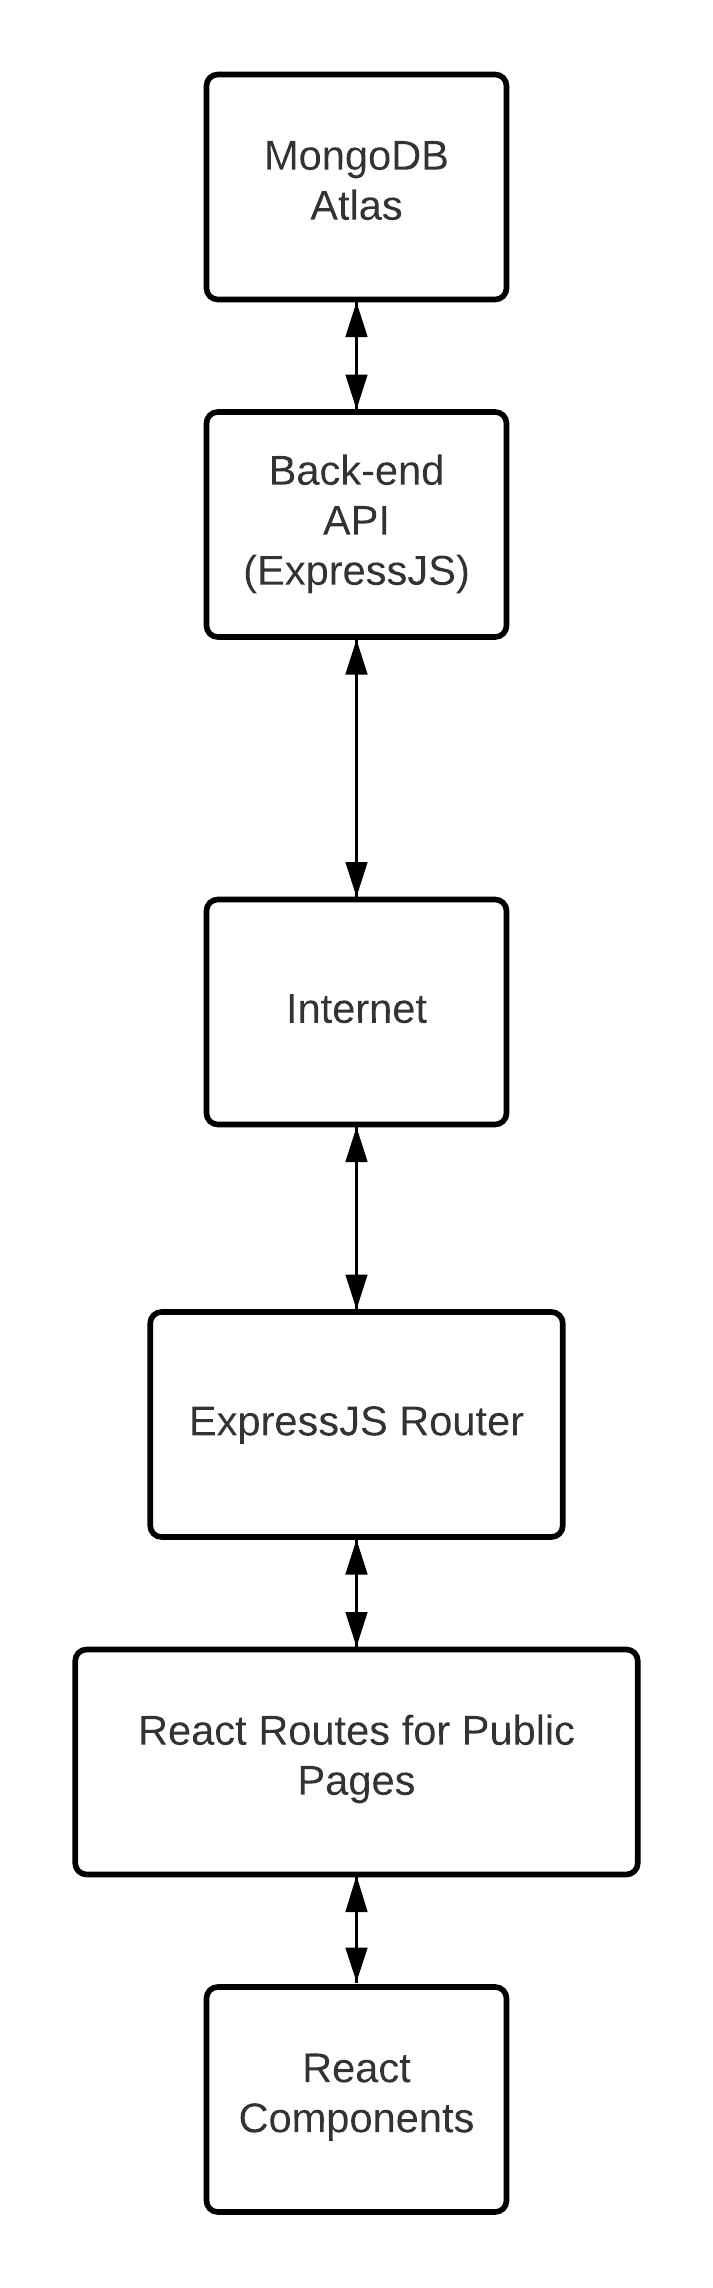 MongoDB
Atlas
Back-end
API
(ExpressJS)
Internet
ExpressJS Router
React Routes for Public
Pages
React
Components